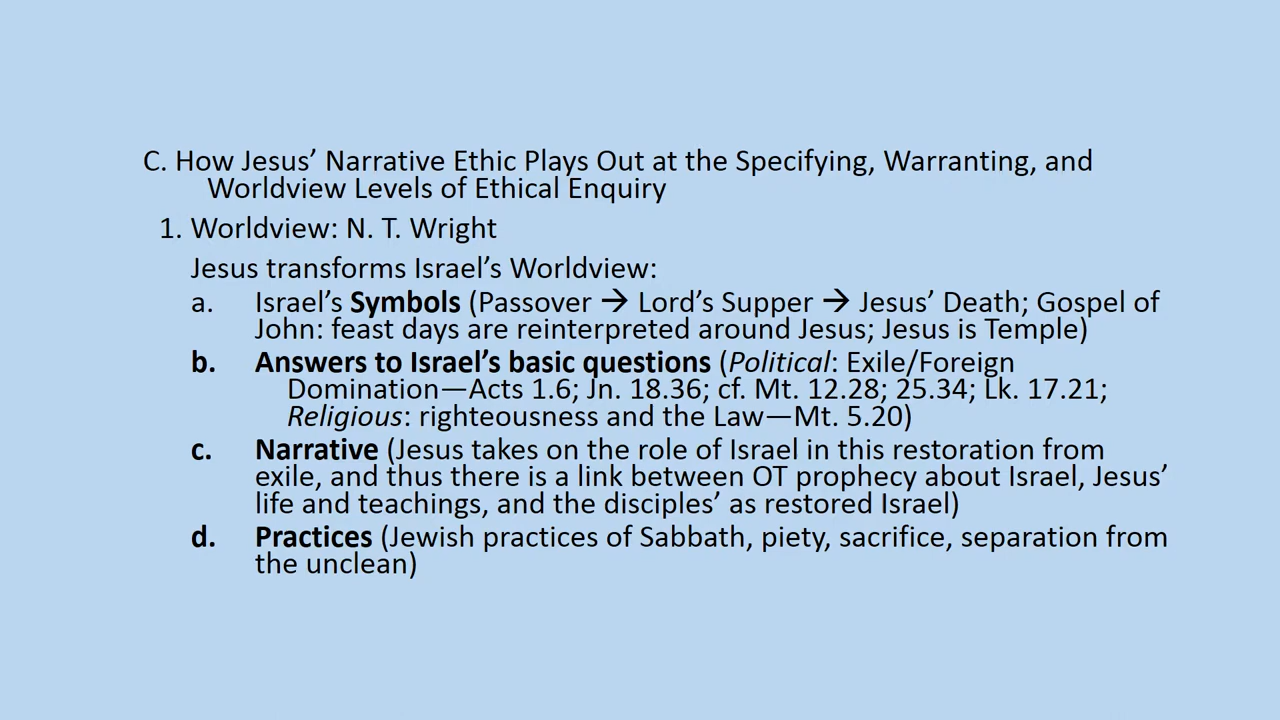 C. How Jesus’ Narrative Ethic Plays Out at the Specifying, Warranting, and
Worldview Levels of Ethical Enquiry
1. Worldview: N. T. Wright
Jesus transforms Israel’s Worldview:
a. Israel’s Symbols (Passover → Lord’s Supper → Jesus’ Death; Gospel of
John: feast days are reinterpreted around Jesus; Jesus is Temple)
b. Answers to Israel’s basic questions (Political: Exile/Foreign
Domination—Acts 1.6; Jn. 18.36; cf. Mt. 12.28; 25.34; Lk. 17.21;
Religious: righteousness and the Law—Mt. 5.20)
c. Narrative (Jesus takes on the role of Israel in this restoration from
exile, and thus there is a link between OT prophecy about Israel, Jesus’
life and teachings, and the disciples’ as restored Israel)
d. Practices (Jewish practices of Sabbath, piety, sacrifice, separation from
the unclean)